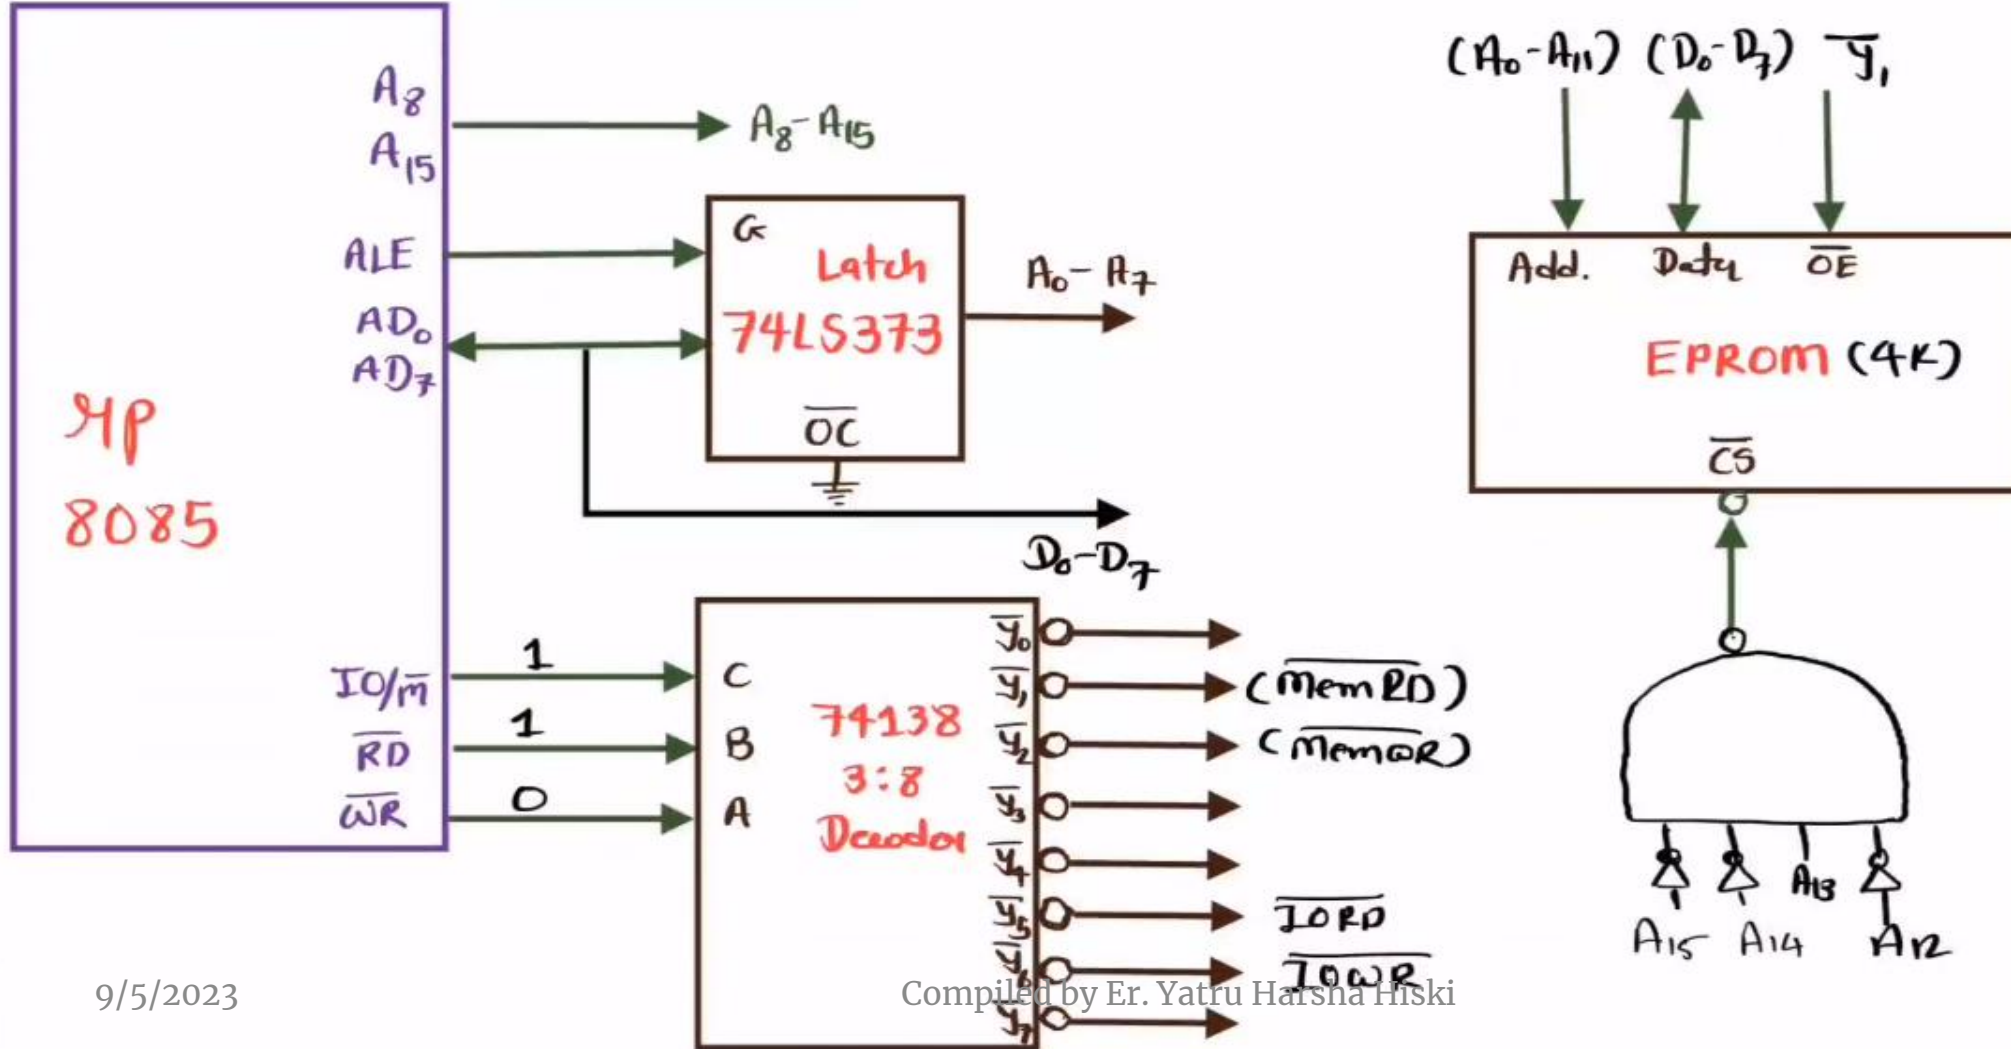 A8
A15
ALE
AD0
AD7
μp
8085
IO/m̅
R̅D̅
W̅R̅
A8-A15
G
Latch
74LS373
O̅C̅
A0-A7
D0-D7
1
1
0
C
B
A
74138
3:8
Decodor
y̅0
y̅1
y̅2
y̅3
y̅4
y̅5
y̅6
y̅7
(M̅e̅m̅R̅D̅)
(M̅e̅m̅W̅R̅)
I̅O̅R̅D̅
I̅O̅W̅R̅
(A0-A11) (D0-D7) y̅1
Add. Data O̅E̅
EPROM (4K)
C̅S̅
A15 A14 A13 A12
9/5/2023
Compiled by Er. Yatru Harsha Hiski